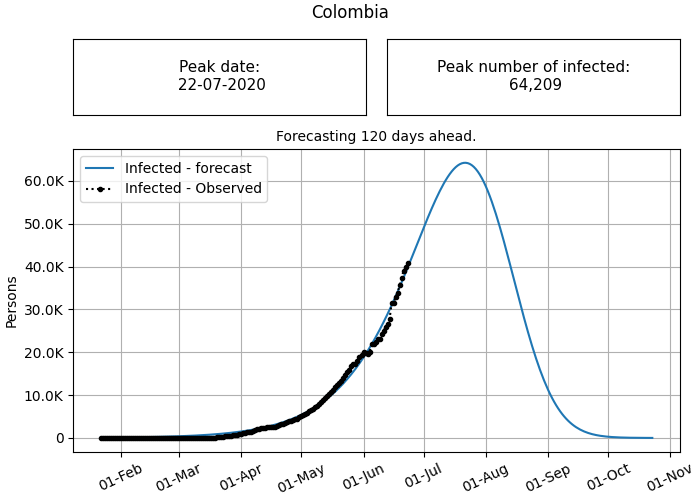 Colombia
Peak date:
22-07-2020
Peak number of infected:
64,209
Forecasting 120 days ahead.
Infected - forecast
Infected - Observed
Persons
60.0K
50.0K
40.0K
30.0K
20.0K
10.0K
0
01-Feb
01-Mar
01-Apr
01-May
01-Jun
01-Jul
01-Aug
01-Sep
01-Oct
01-Nov